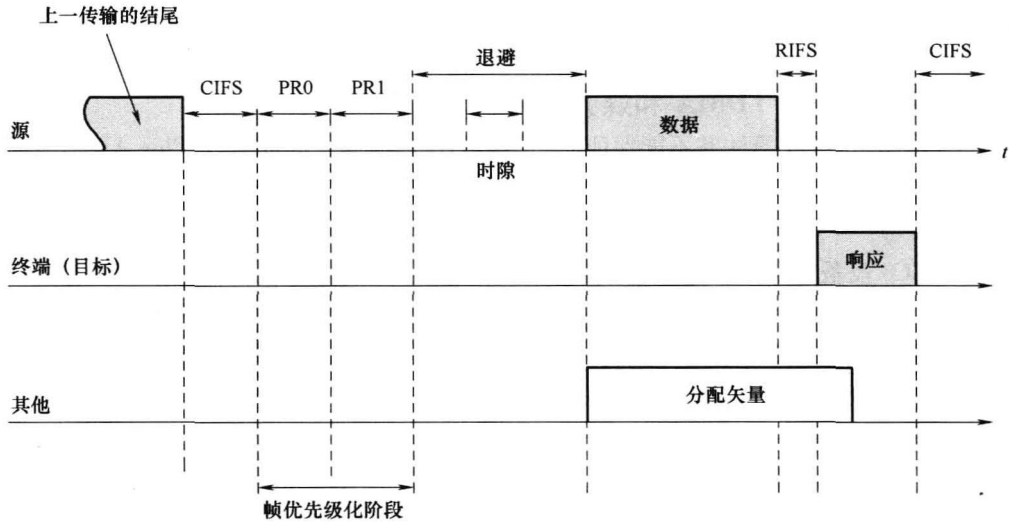 上一传输的结尾
退避
RIFS
CIFS
CIFS
PR0
PR1
源
数据
t
时隙
终端（目标）
响应
其他
分配矢量
帧优先级化阶段